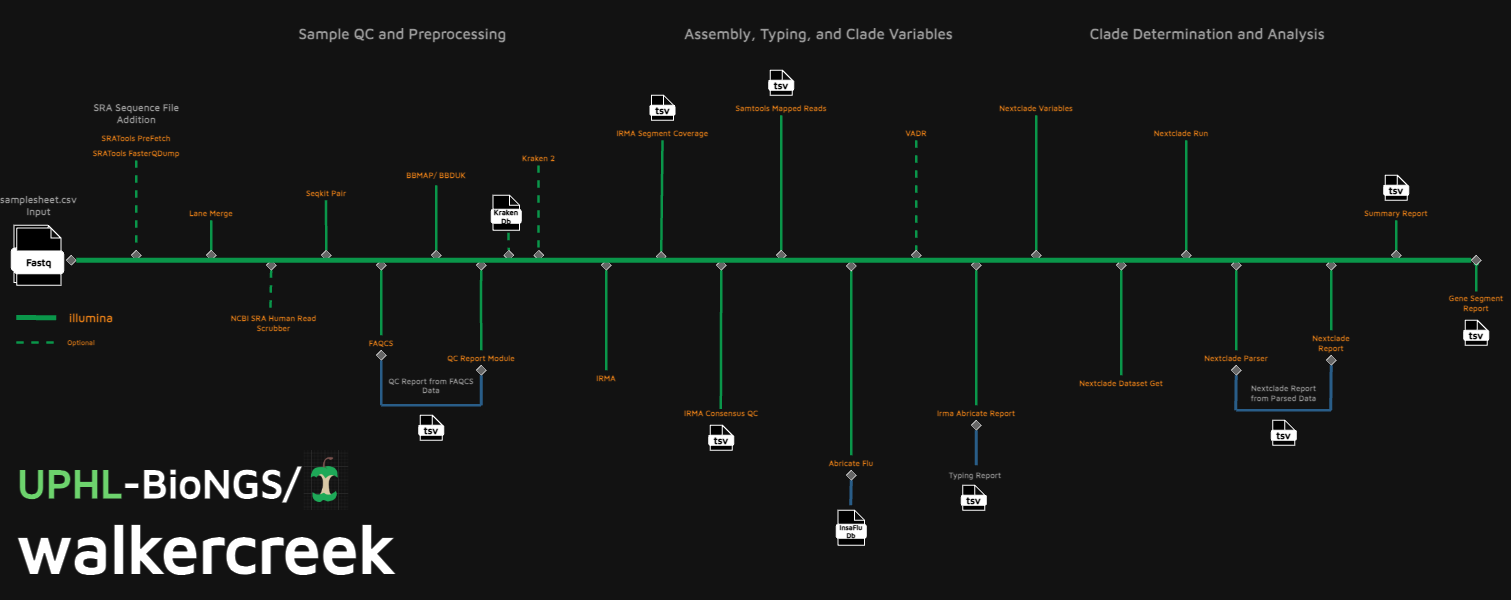 Sample QC and Preprocessing
Assembly, Typing, and Clade Variables
Clade Determination and Analysis
SRA Sequence File
Addition
SRATools PreFetch
SRATools FasterQDump
samplesheet.csv
Input
Fastq
Lane Merge
NCBI SRA Human Read
Scrubber
Seqkit Pair
FAQCS
QC Report from FAQCS
Data
tsv
BBMAP/ BBDUK
QC Report Module
Kraken
Db
Kraken 2
IRMA
tsv
IRMA Segment Coverage
IRMA Consensus QC
tsv
tsv
Samtools Mapped Reads
Abricate Flu
InsaFlu
Db
VADR
Irma Abricate Report
Typing Report
tsv
Nextclade Variables
Nextclade Dataset Get
Nextclade Run
Nextclade Parser
Nextclade Report
from Parsed Data
tsv
Nextclade
Report
tsv
Summary Report
Gene Segment
Report
tsv
illumina
Optional
UPHL-BioNGS/
walkercreek